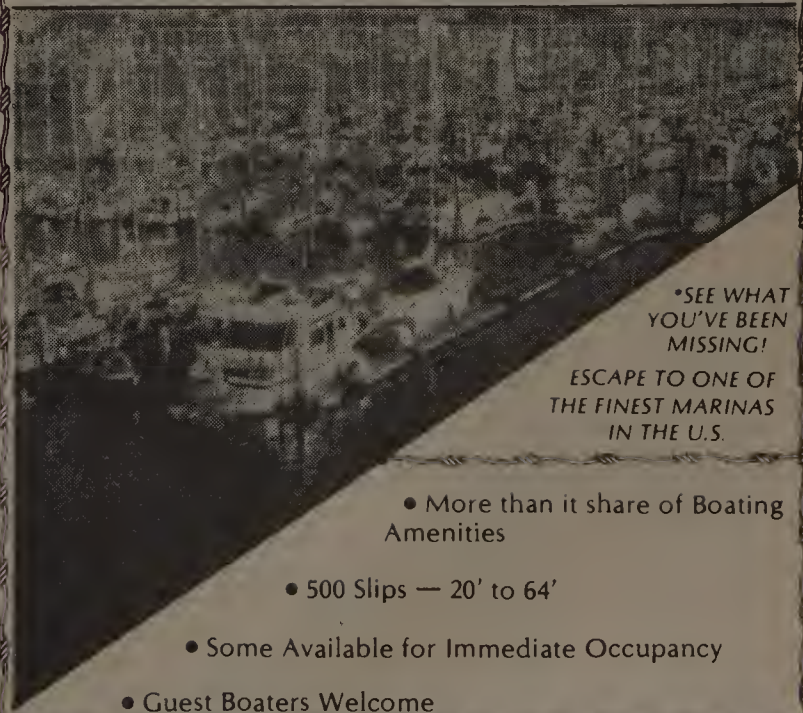 *SEE WHAT
YOU'VE BEEN
MISSING!
ESCAPE TO ONE OF
THE FINEST MARINAS
IN THE U.S.
• More than it share of Boating
Amenities
• 500 Slips — 20' to 64'
• Some Available for Immediate Occupancy
• Guest Boaters Welcome